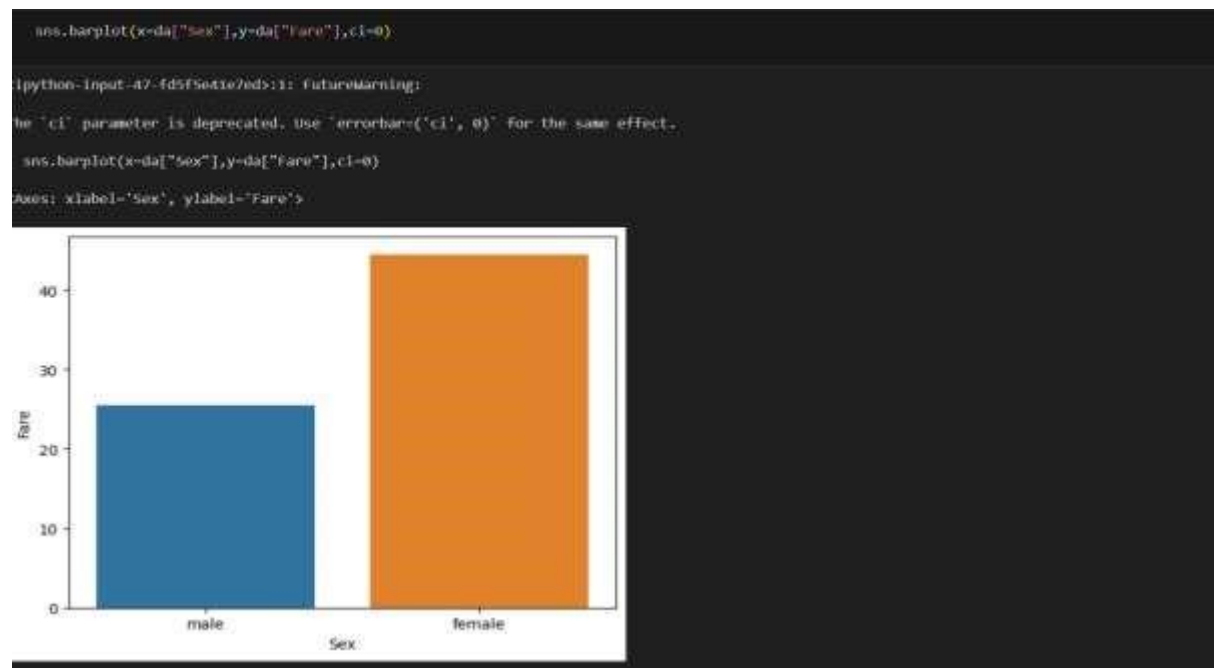 sns.barplot(x=da["Sex"],y=da["Fare"],ci=0)
ipython-input-47-fd5f5e41e7ed>:1: FutureWarning:
he `ci` parameter is deprecated. Use `errorbar=('ci', 0)` for the same effect.
sns.barplot(x=da["Sex"],y=da["Fare"],ci=0)
Axes: xlabel='Sex', ylabel='Fare'>
40
30
Fare
20
10
0
male female
Sex